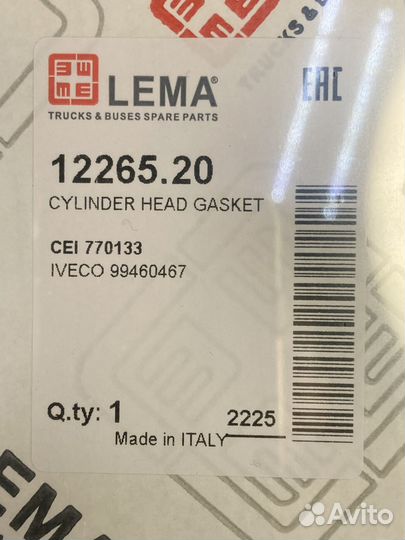 LEMA®
TRUCKS & BUSES SPARE PARTS
EAC
12265.20
CYLINDER HEAD GASKET
CEI 770133
IVECO 99460467
Q.ty: 1
2225
Made in ITALY
LEMA
Avito